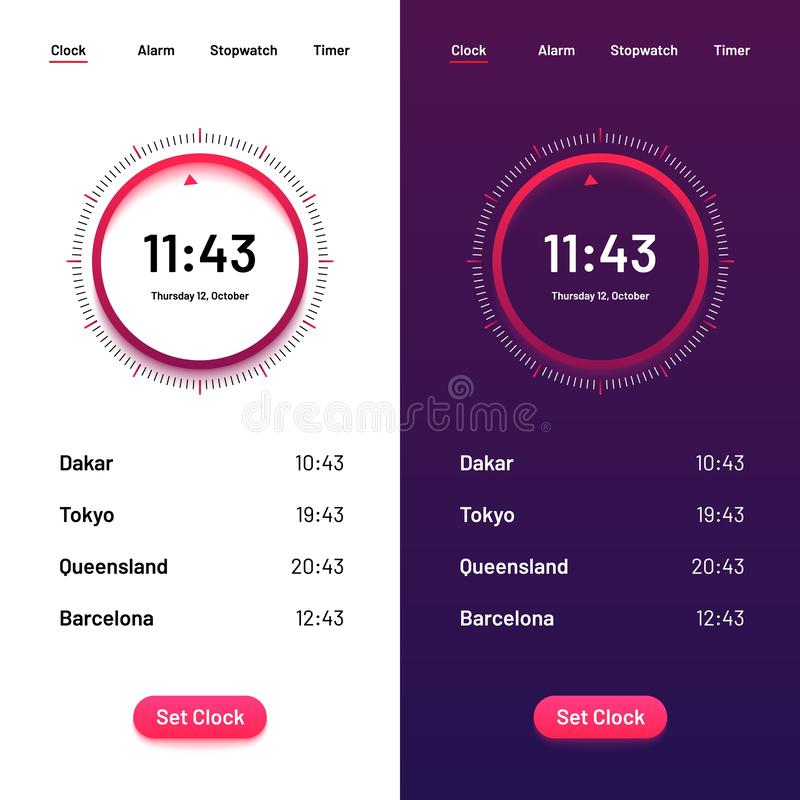 Clock Alarm Stopwatch Timer
11:43
Thursday 12, October
Dakar 10:43
Tokyo 19:43
Queensland 20:43
Barcelona 12:43
Set Clock
Clock Alarm Stopwatch Timer
11:43
Thursday 12, October
Dakar 10:43
Tokyo 19:43
Queensland 20:43
Barcelona 12:43
Set Clock
dreamstime®